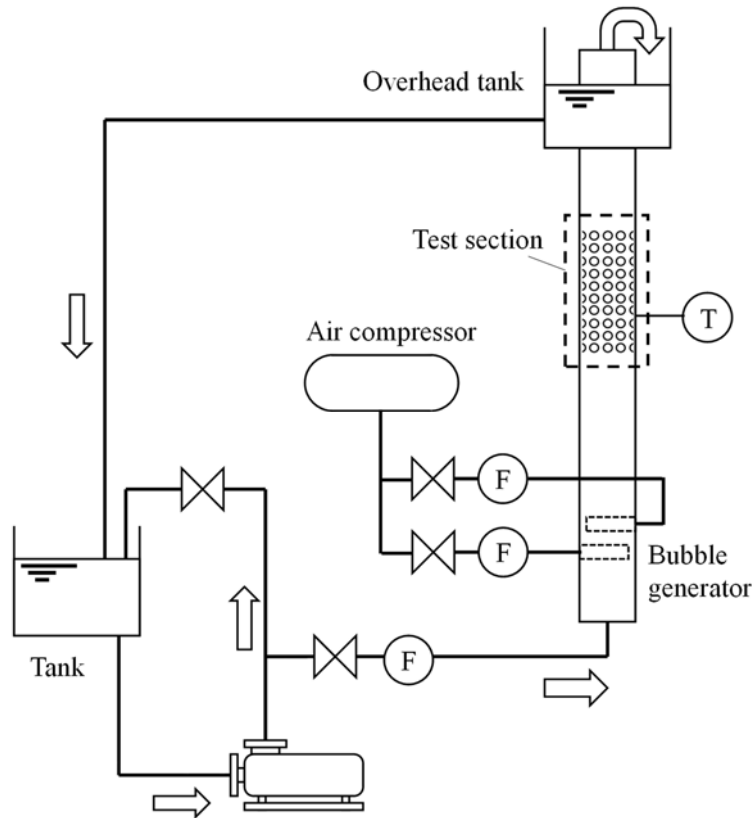 Overhead tank
Test section
T
Air compressor
F
F
Bubble
generator
F
Tank